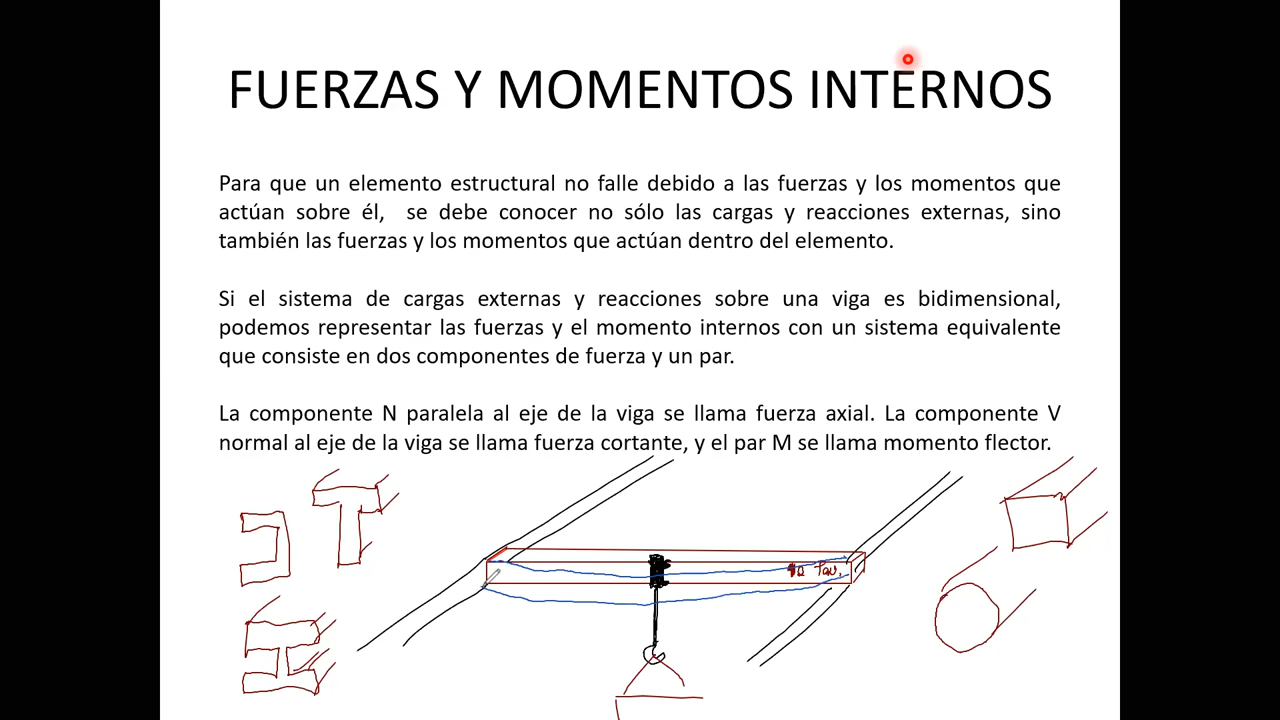 FUERZAS Y MOMENTOS INTERNOS
Para que un elemento estructural no falle debido a las fuerzas y los momentos que
actúan sobre él, se debe conocer no sólo las cargas y reacciones externas, sino
también las fuerzas y los momentos que actúan dentro del elemento.
Si el sistema de cargas externas y reacciones sobre una viga es bidimensional,
podemos representar las fuerzas y el momento internos con un sistema equivalente
que consiste en dos componentes de fuerza y un par.
La componente N paralela al eje de la viga se llama fuerza axial. La componente V
normal al eje de la viga se llama fuerza cortante, y el par M se llama momento flector.